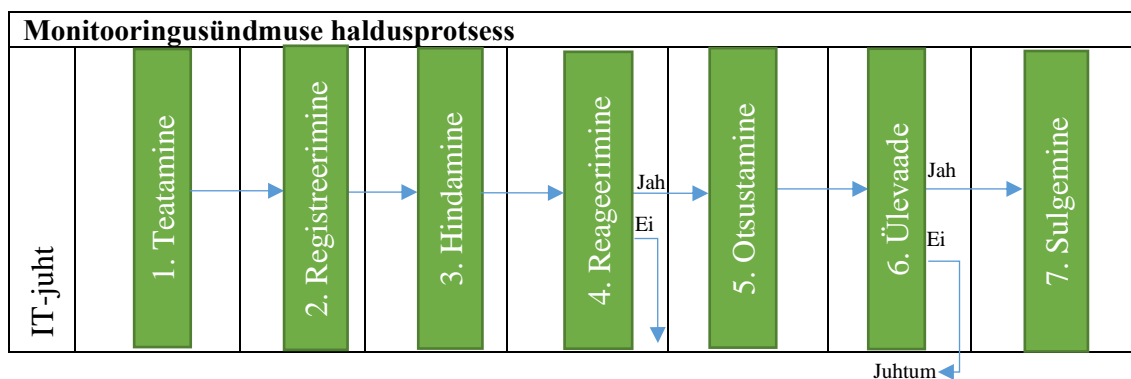 Monitooringusündmuse haldusprotsess
IT-juht
1. Teatamine
2. Registreerimine
3. Hindamine
4. Reageerimine
Jah
Ei
5. Otsustamine
6. Ülevaade
Jah
Ei
7. Sulgemine
Juhtum